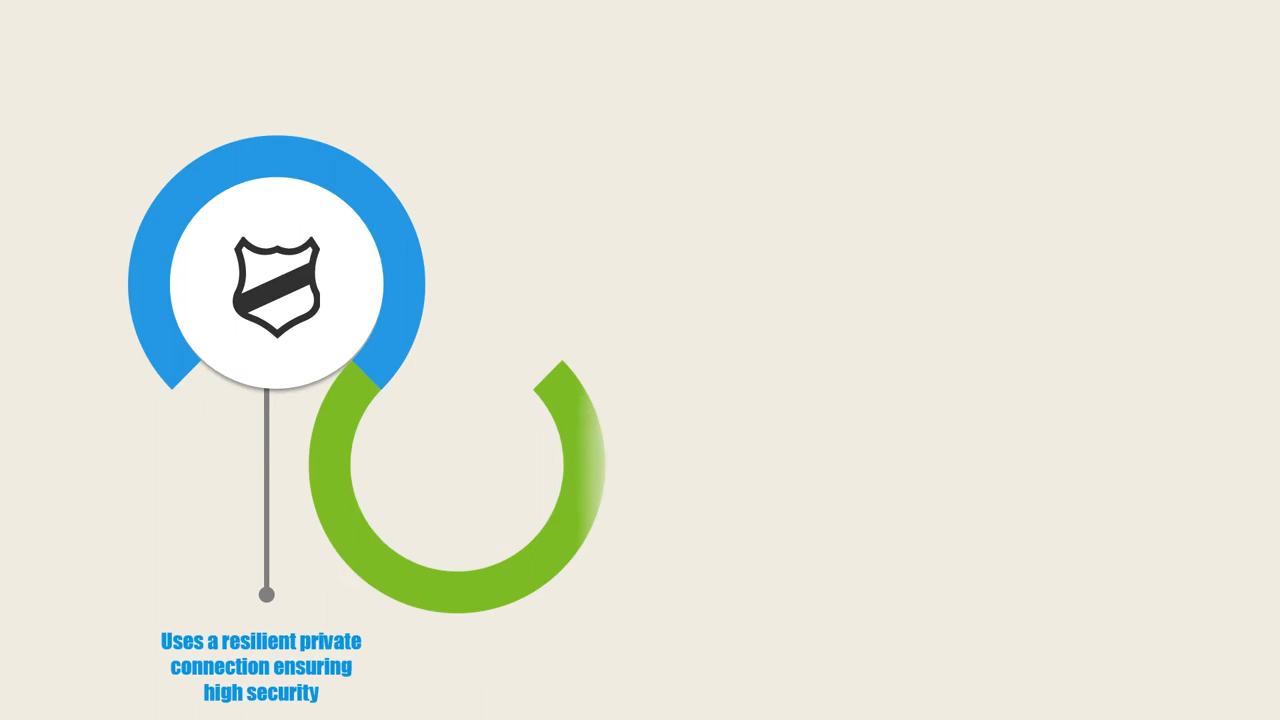 Uses a resilient private
connection ensuring
high security